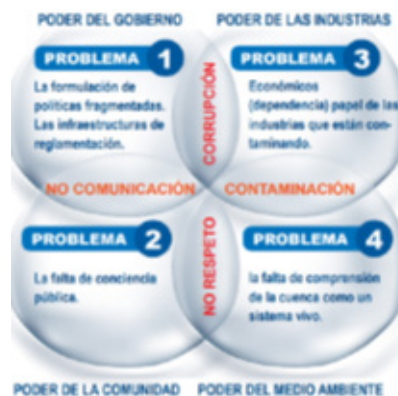 PODER DEL GOBIERNO
PODER DE LAS INDUSTRIAS
PROBLEMA 1
La formulación de
políticas fragmentadas.
Las infraestructuras de
reglamentación.
CORRUPCIÓN
PROBLEMA 3
Económicos
(dependencia) papel de las
industrias que están con-
taminando.
NO COMUNICACIÓN
CONTAMINACIÓN
PROBLEMA 2
La falta de conciencia
pública.
NO RESPETO
PROBLEMA 4
la falta de comprensión
de la cuenca como un
sistema vivo.
PODER DE LA COMUNIDAD
PODER DEL MEDIO AMBIENTE